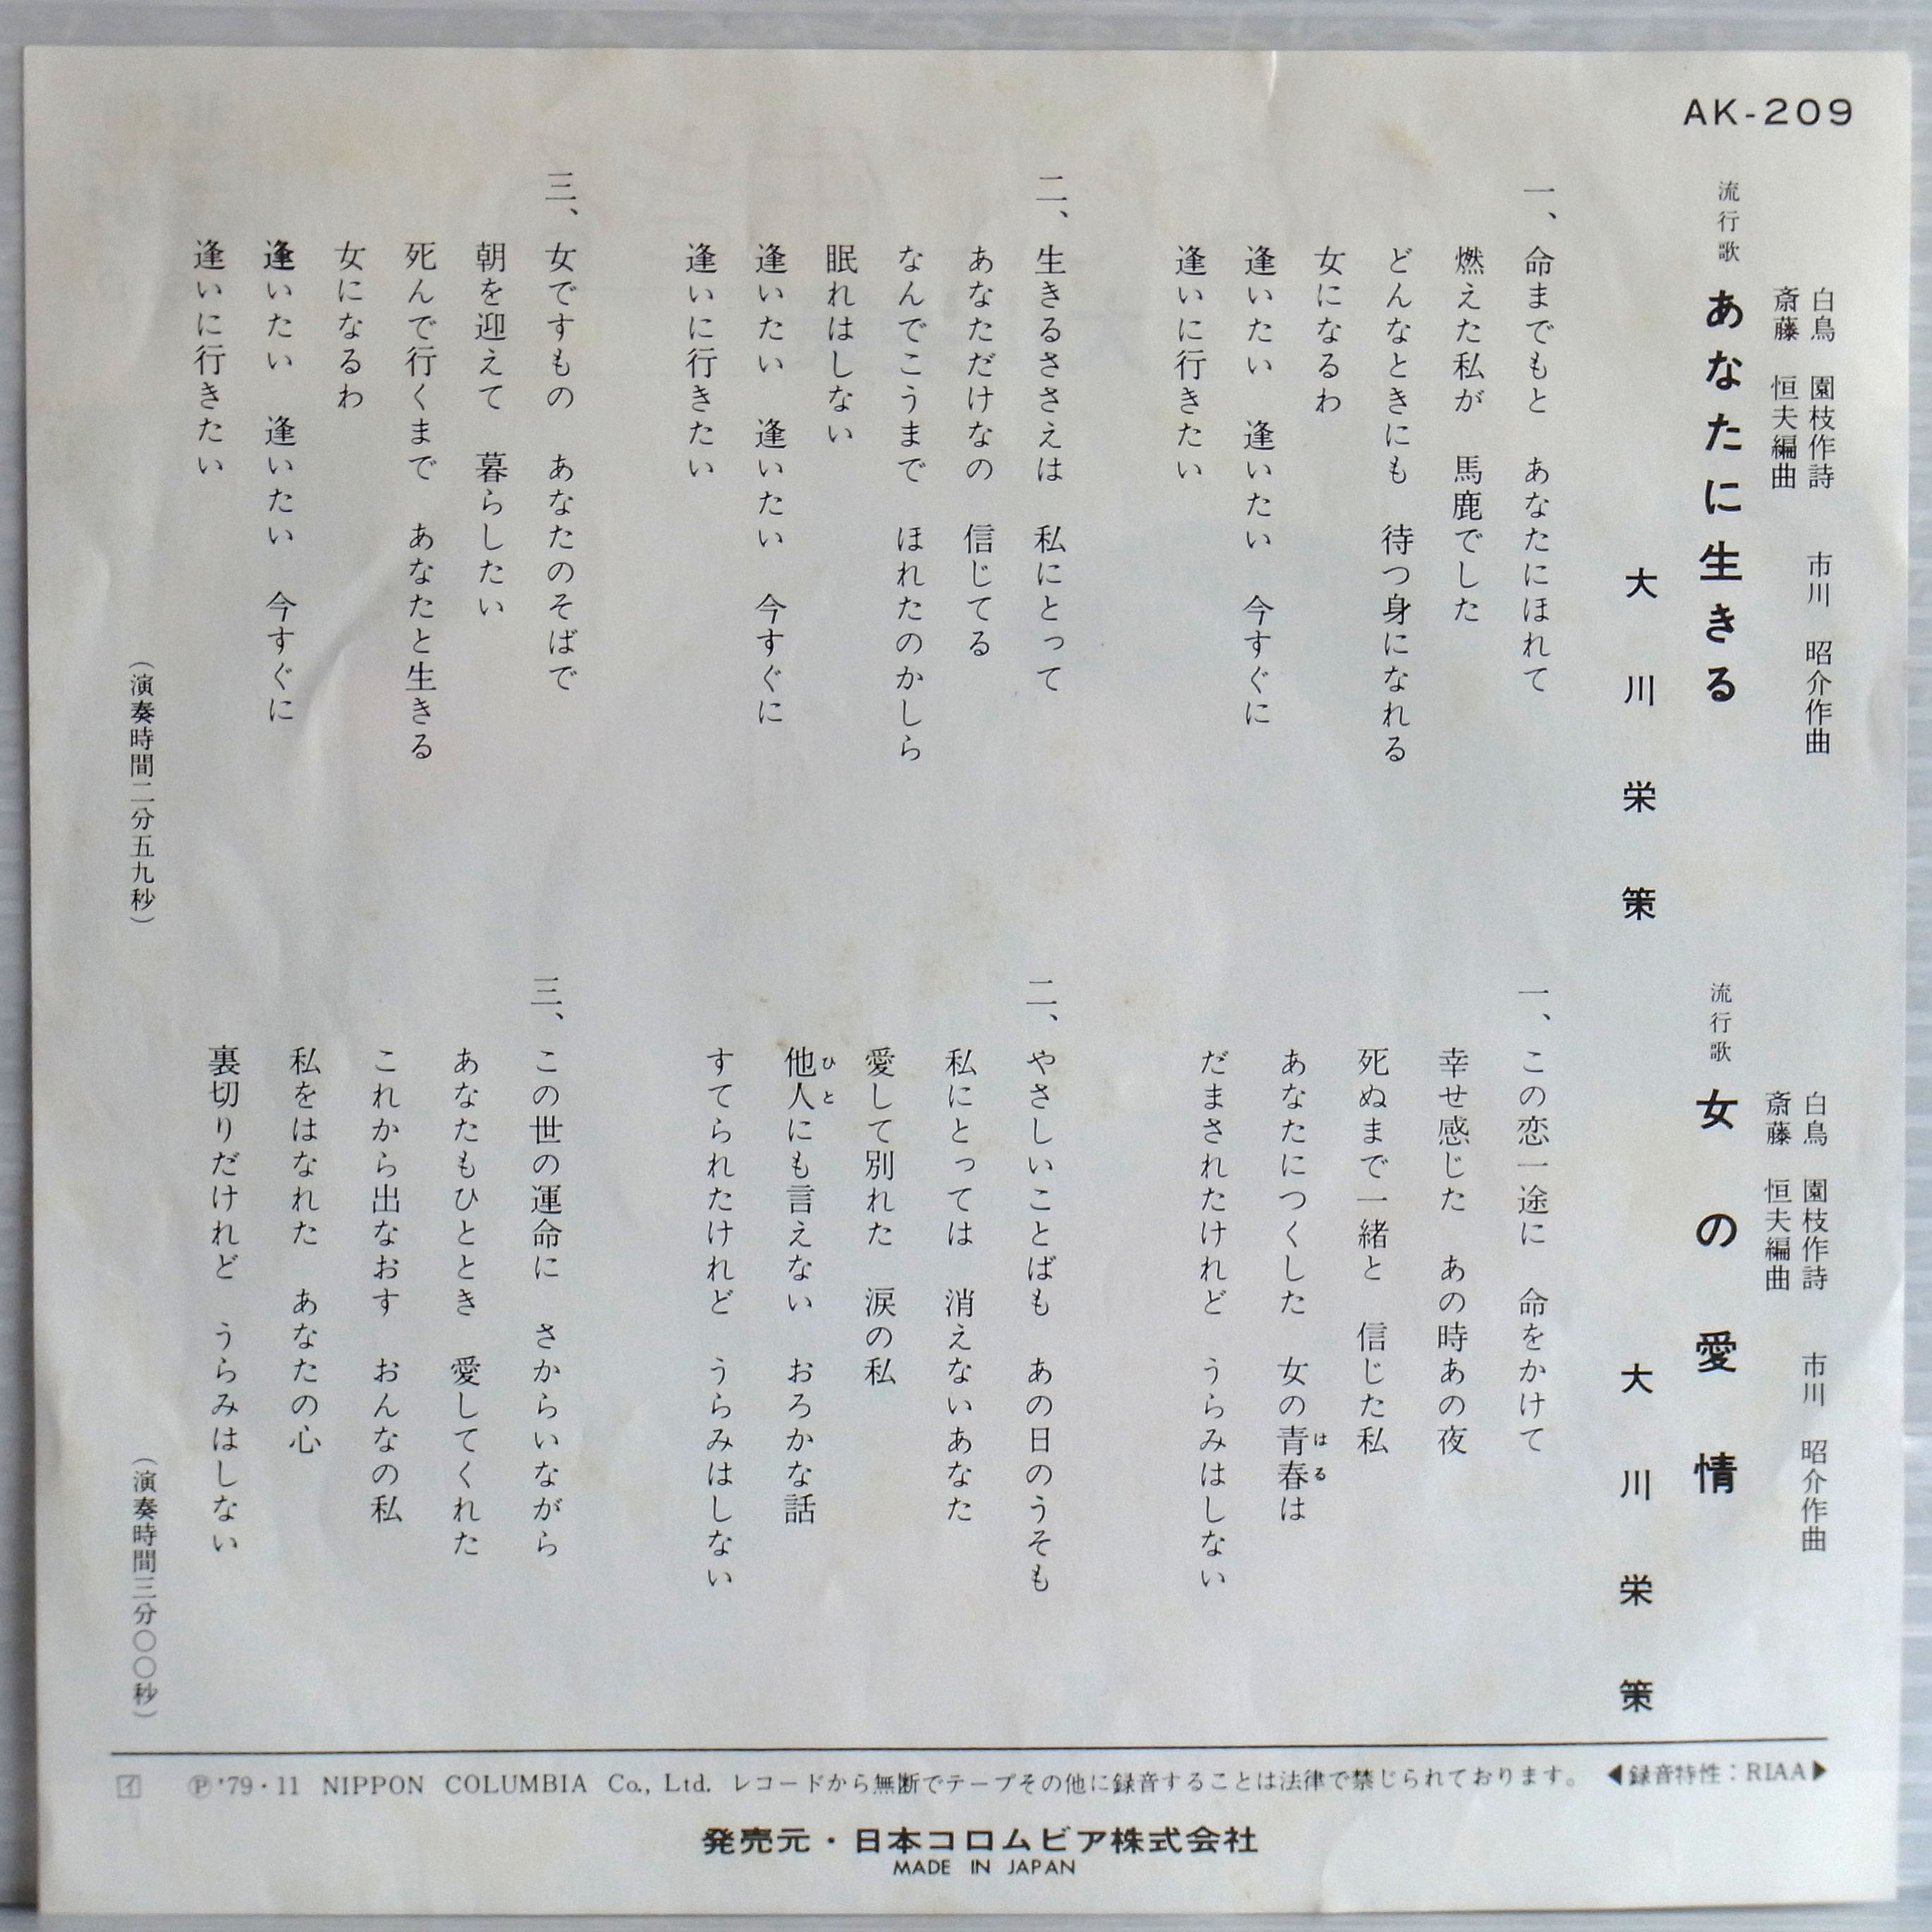 AK-209
白鳥 園枝作詩 市川 昭介作曲
斎藤 恒夫編曲
流行歌 あなたに生きる
大川栄策
一、命までもと あなたにほれて
燃えた私が 馬鹿でした
どんなときにも 待つ身になれる
女になるわ
逢いたい 逢いたい 今すぐに
逢いに行きたい
二、生きるささえは 私にとって
あなただけなの 信じてる
なんでこうまで ほれたのかしら
眠れはしない
逢いたい 逢いたい 今すぐに
逢いに行きたい
三、女ですもの あなたのそばで
朝を迎えて 暮らしたい
死んで行くまで あなたと生きる
女になるわ
逢いたい 逢いたい 今すぐに
逢いに行きたい
（演奏時間二分五九秒）
白鳥 園枝作詩 市川 昭介作曲
斎藤 恒夫編曲
流行歌 女の愛情
大川栄策
一、この恋一途に 命をかけて
幸せ感じた あの時あの夜
死ぬまで一緒と 信じた私
あなたにつくした 女の青春は
はる
だまされたけれど うらみはしない
二、やさしいことばも あの日のうそも
私にとっては 消えないあなた
愛して別れた 涙の私
他人にも言えない おろかな話
ひと
すてられたけれど うらみはしない
三、この世の運命に さからいながら
あなたもひととき 愛してくれた
これから出なおす おんなの私
私をはなれた あなたの心
裏切りだけれど うらみはしない
（演奏時間三分〇〇秒）
イ Ⓟ'79・11 NIPPON COLUMBIA Co., Ltd. レコードから無断でテープその他に録音することは法律で禁じられております。 ◀録音特性：RIAA▶
発売元・日本コロムビア株式会社
MADE IN JAPAN